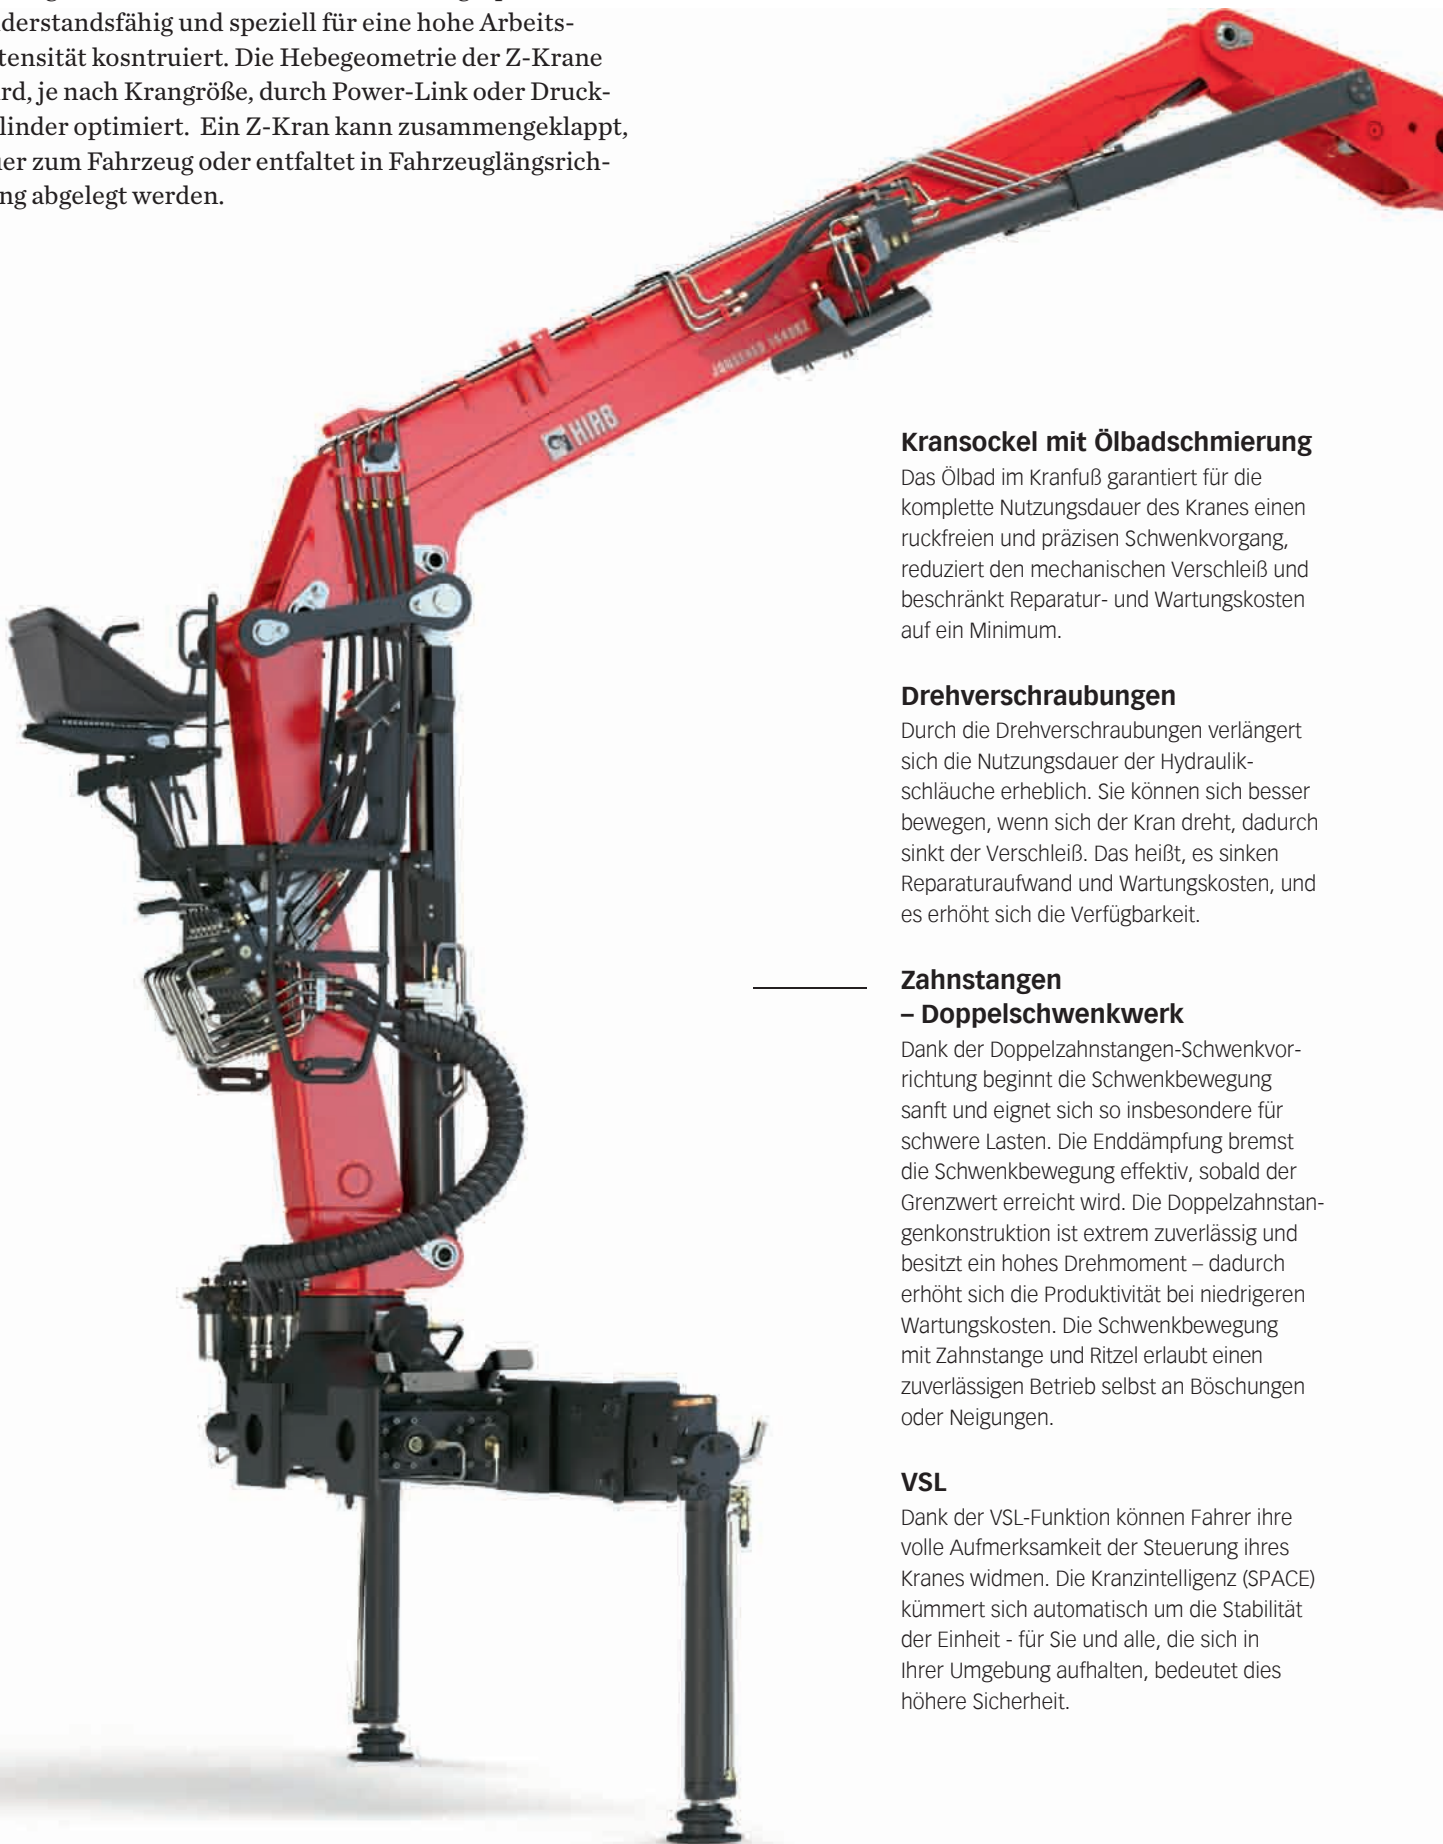 derstandsfähig und speziell für eine hohe Arbeits-
tensität kosntruiert. Die Hebegeometrie der Z-Krane
rd, je nach Krangröße, durch Power-Link oder Druck-
linder optimiert. Ein Z-Kran kann zusammengeklappt,
uer zum Fahrzeug oder entfaltet in Fahrzeuglängsrich-
ng abgelegt werden.
HIAB
Kransockel mit Ölbadschmierung
Das Ölbad im Kranfuß garantiert für die
komplette Nutzungsdauer des Kranes einen
ruckfreien und präzisen Schwenkvorgang,
reduziert den mechanischen Verschleiß und
beschränkt Reparatur- und Wartungskosten
auf ein Minimum.
Drehverschraubungen
Durch die Drehverschraubungen verlängert
sich die Nutzungsdauer der Hydraulik-
schläuche erheblich. Sie können sich besser
bewegen, wenn sich der Kran dreht, dadurch
sinkt der Verschleiß. Das heißt, es sinken
Reparaturaufwand und Wartungskosten, und
es erhöht sich die Verfügbarkeit.
Zahnstangen
– Doppelschwenkwerk
Dank der Doppelzahnstangen-Schwenkvor-
richtung beginnt die Schwenkbewegung
sanft und eignet sich so insbesondere für
schwere Lasten. Die Enddämpfung bremst
die Schwenkbewegung effektiv, sobald der
Grenzwert erreicht wird. Die Doppelzahnstan-
genkonstruktion ist extrem zuverlässig und
besitzt ein hohes Drehmoment – dadurch
erhöht sich die Produktivität bei niedrigeren
Wartungskosten. Die Schwenkbewegung
mit Zahnstange und Ritzel erlaubt einen
zuverlässigen Betrieb selbst an Böschungen
oder Neigungen.
VSL
Dank der VSL-Funktion können Fahrer ihre
volle Aufmerksamkeit der Steuerung ihres
Kranes widmen. Die Kranzintelligenz (SPACE)
kümmert sich automatisch um die Stabilität
der Einheit - für Sie und alle, die sich in
Ihrer Umgebung aufhalten, bedeutet dies
höhere Sicherheit.